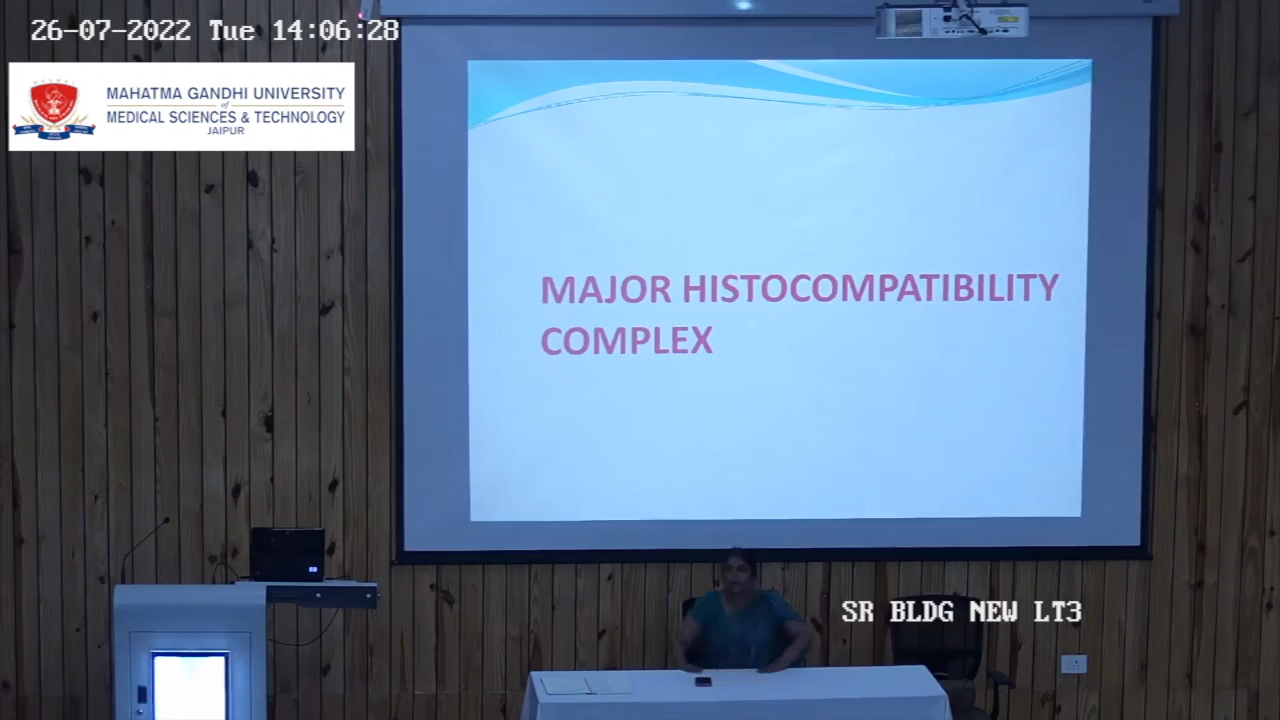 26-07-2022 Tue 14:06:28
MAHATMA GANDHI UNIVERSITY
of
MEDICAL SCIENCES & TECHNOLOGY
JAIPUR
MAJOR HISTOCOMPATIBILITY
COMPLEX
SR BLDG NEW LT3